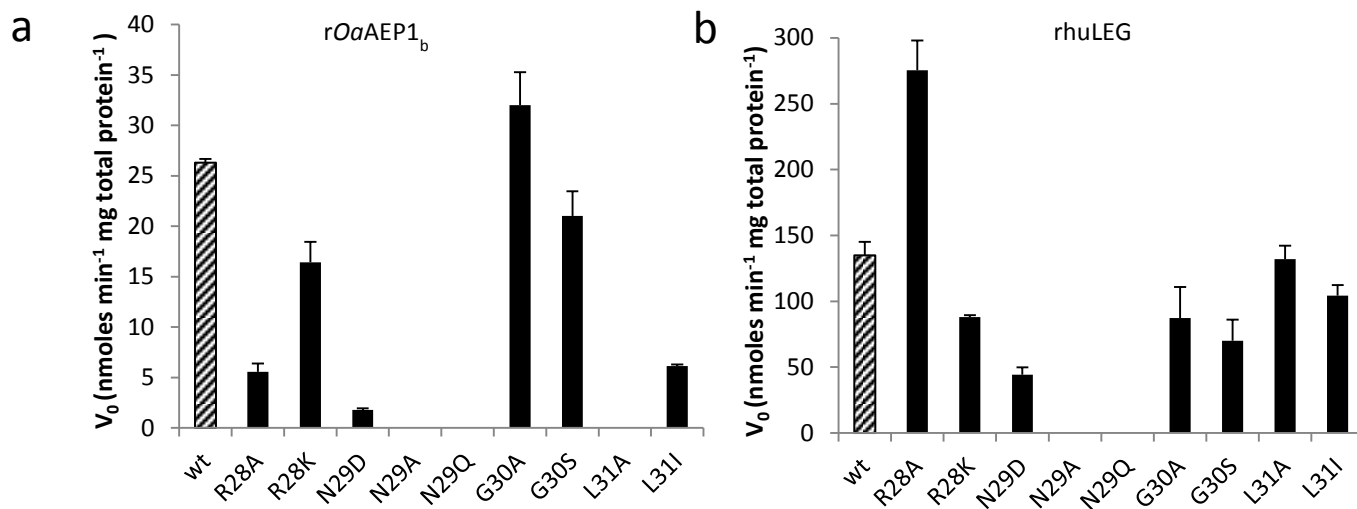 a
rOaAEP1b
V0 (nmoles min-1 mg total protein-1)
40
35
30
25
20
15
10
5
0
wt
R28A
R28K
N29D
N29A
N29Q
G30A
G30S
L31A
L31I
b
rhuLEG
V0 (nmoles min-1 mg total protein-1)
300
250
200
150
100
50
0
wt
R28A
R28K
N29D
N29A
N29Q
G30A
G30S
L31A
L31I